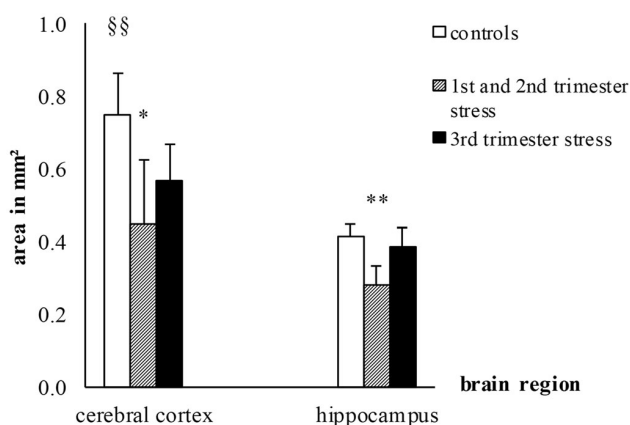 1.0
§§
controls
0.8
1st and 2nd trimester
stress
*
3rd trimester stress
0.6
area in mm²
0.4
**
0.2
0.0
brain region
cerebral cortex
hippocampus